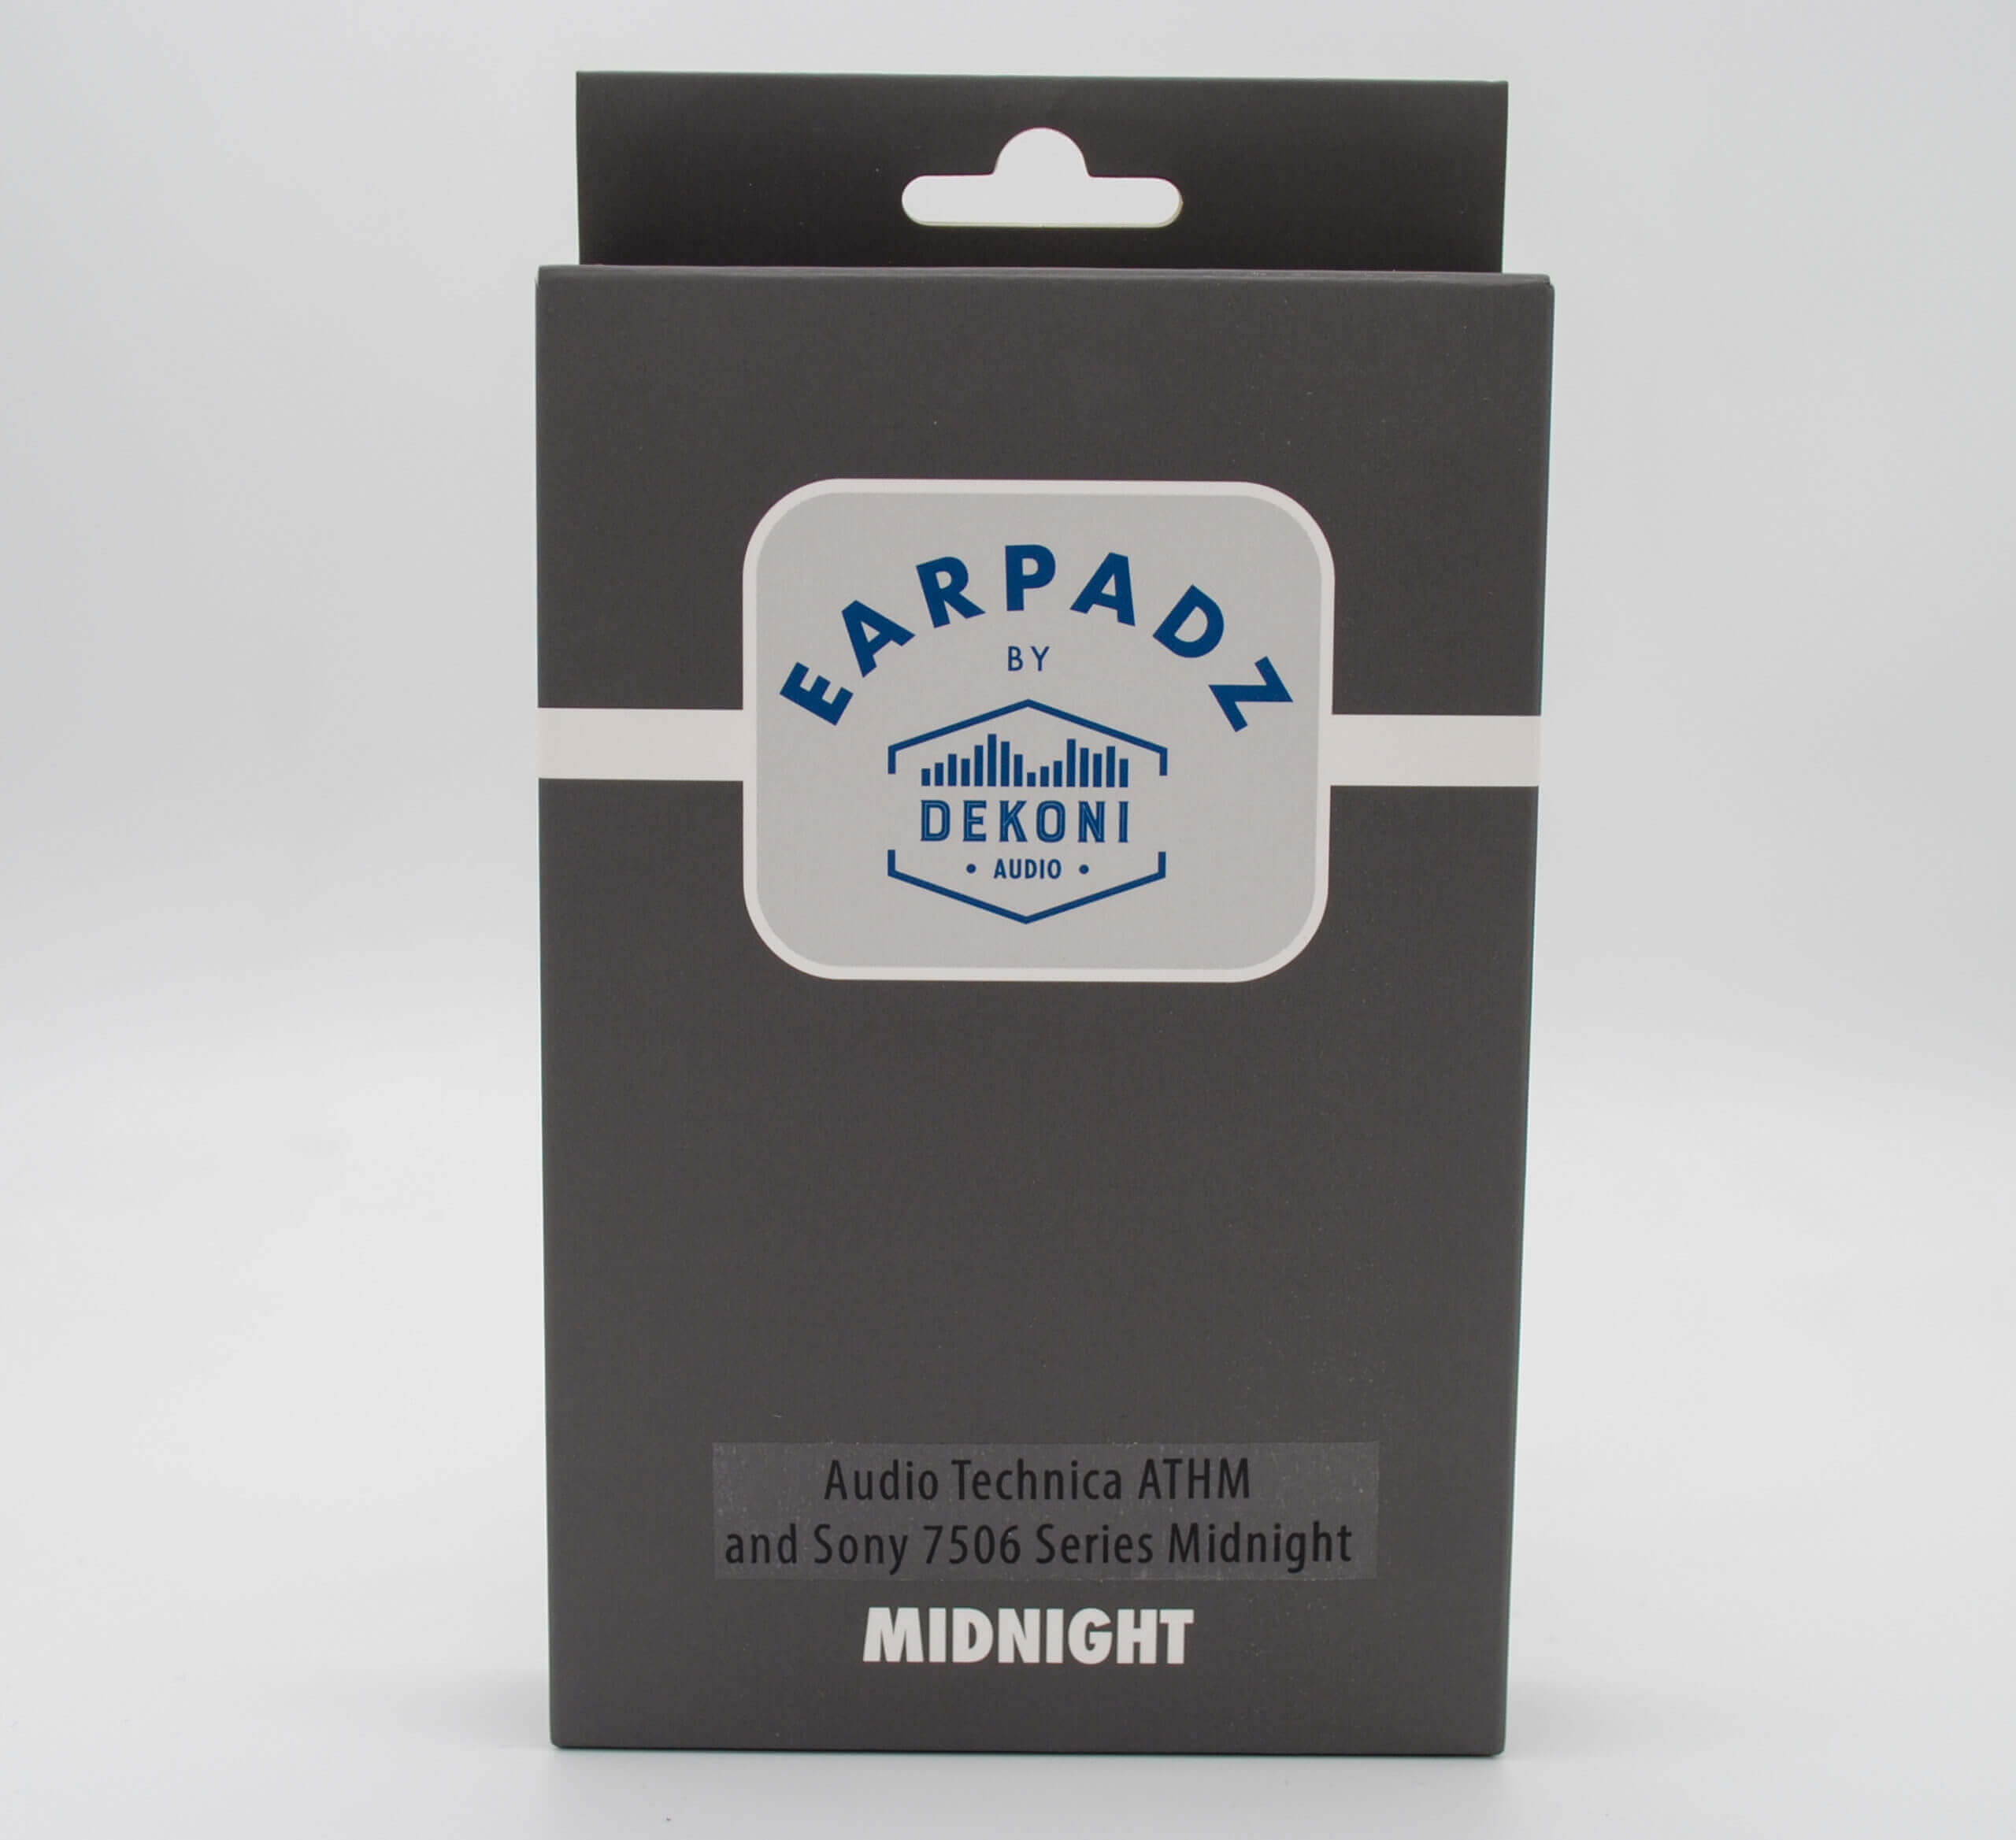 EARPADZ
BY
DEKONI
• AUDIO •
Audio Technica ATHM
and Sony 7506 Series Midnight
MIDNIGHT